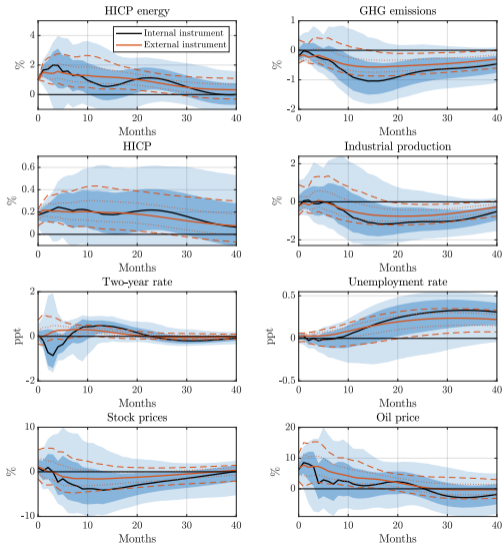 HICP energy
Internal instrument
External instrument
%
4
2
0
0 10 20 30 40
Months
GHG emissions
%
1
0
-1
-2
0 10 20 30 40
Months
HICP
%
0.6
0.4
0.2
0
0 10 20 30 40
Months
Industrial production
%
2
0
-2
0 10 20 30 40
Months
Two-year rate
ppt
2
0
-2
0 10 20 30 40
Months
Unemployment rate
ppt
0.5
0
-0.5
0 10 20 30 40
Months
Stock prices
%
10
0
-10
0 10 20 30 40
Months
Oil price
%
20
10
0
0 10 20 30 40
Months